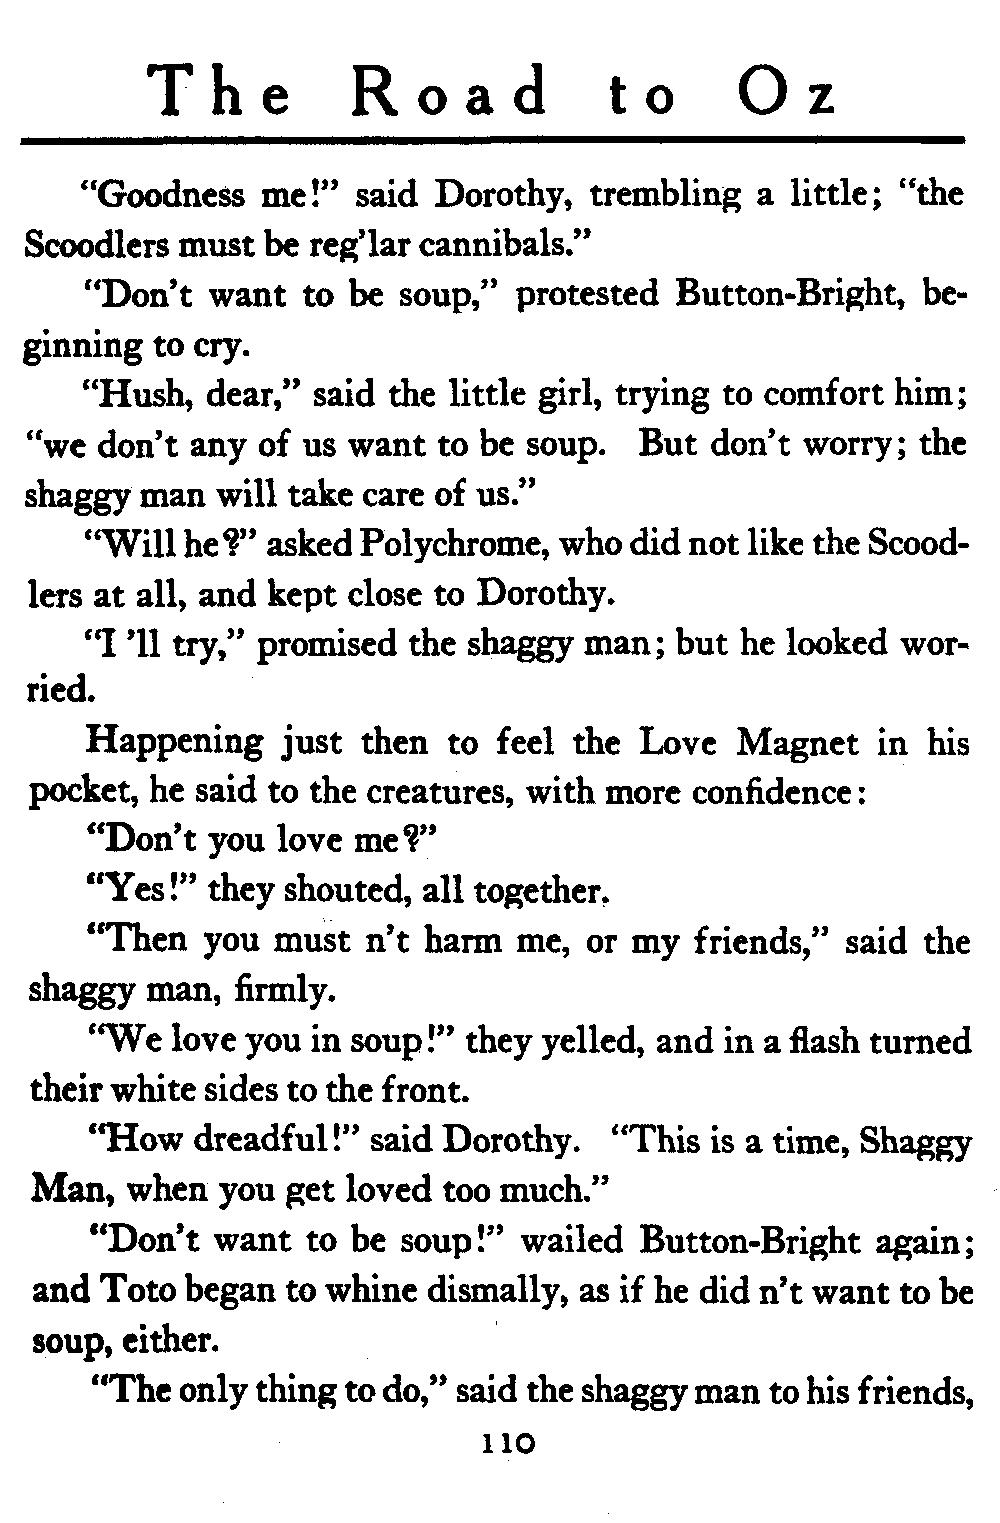 The Road to Oz
“Goodness me!” said Dorothy, trembling a little; “the
Scoodlers must be reg’lar cannibals.”
“Don’t want to be soup,” protested Button-Bright, be-
ginning to cry.
“Hush, dear,” said the little girl, trying to comfort him;
“we don’t any of us want to be soup. But don’t worry; the
shaggy man will take care of us.”
“Will he?” asked Polychrome, who did not like the Scood-
lers at all, and kept close to Dorothy.
“I ’ll try,” promised the shaggy man; but he looked wor-
ried.
Happening just then to feel the Love Magnet in his
pocket, he said to the creatures, with more confidence:
“Don’t you love me?”
“Yes!” they shouted, all together.
“Then you must n’t harm me, or my friends,” said the
shaggy man, firmly.
“We love you in soup!” they yelled, and in a flash turned
their white sides to the front.
“How dreadful!” said Dorothy. “This is a time, Shaggy
Man, when you get loved too much.”
“Don’t want to be soup!” wailed Button-Bright again;
and Toto began to whine dismally, as if he did n’t want to be
soup, either.
“The only thing to do,” said the shaggy man to his friends,
110